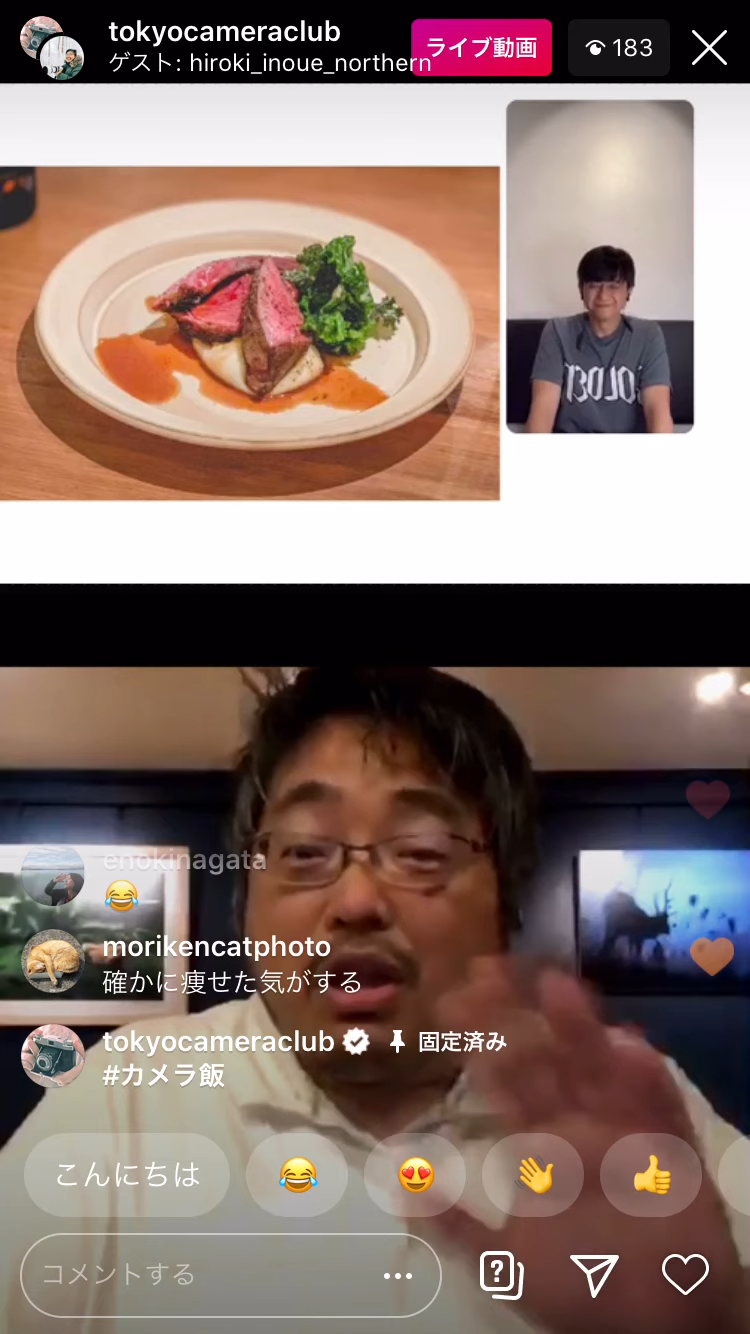 tokyocameraclub
ゲスト: hiroki_inoue_northern
ライブ動画
183
enokinagata
😂
morikencatphoto
確かに痩せた気がする
tokyocameraclub 固定済み
#カメラ飯
こんにちは 😂 😍 👋 👍
コメントする